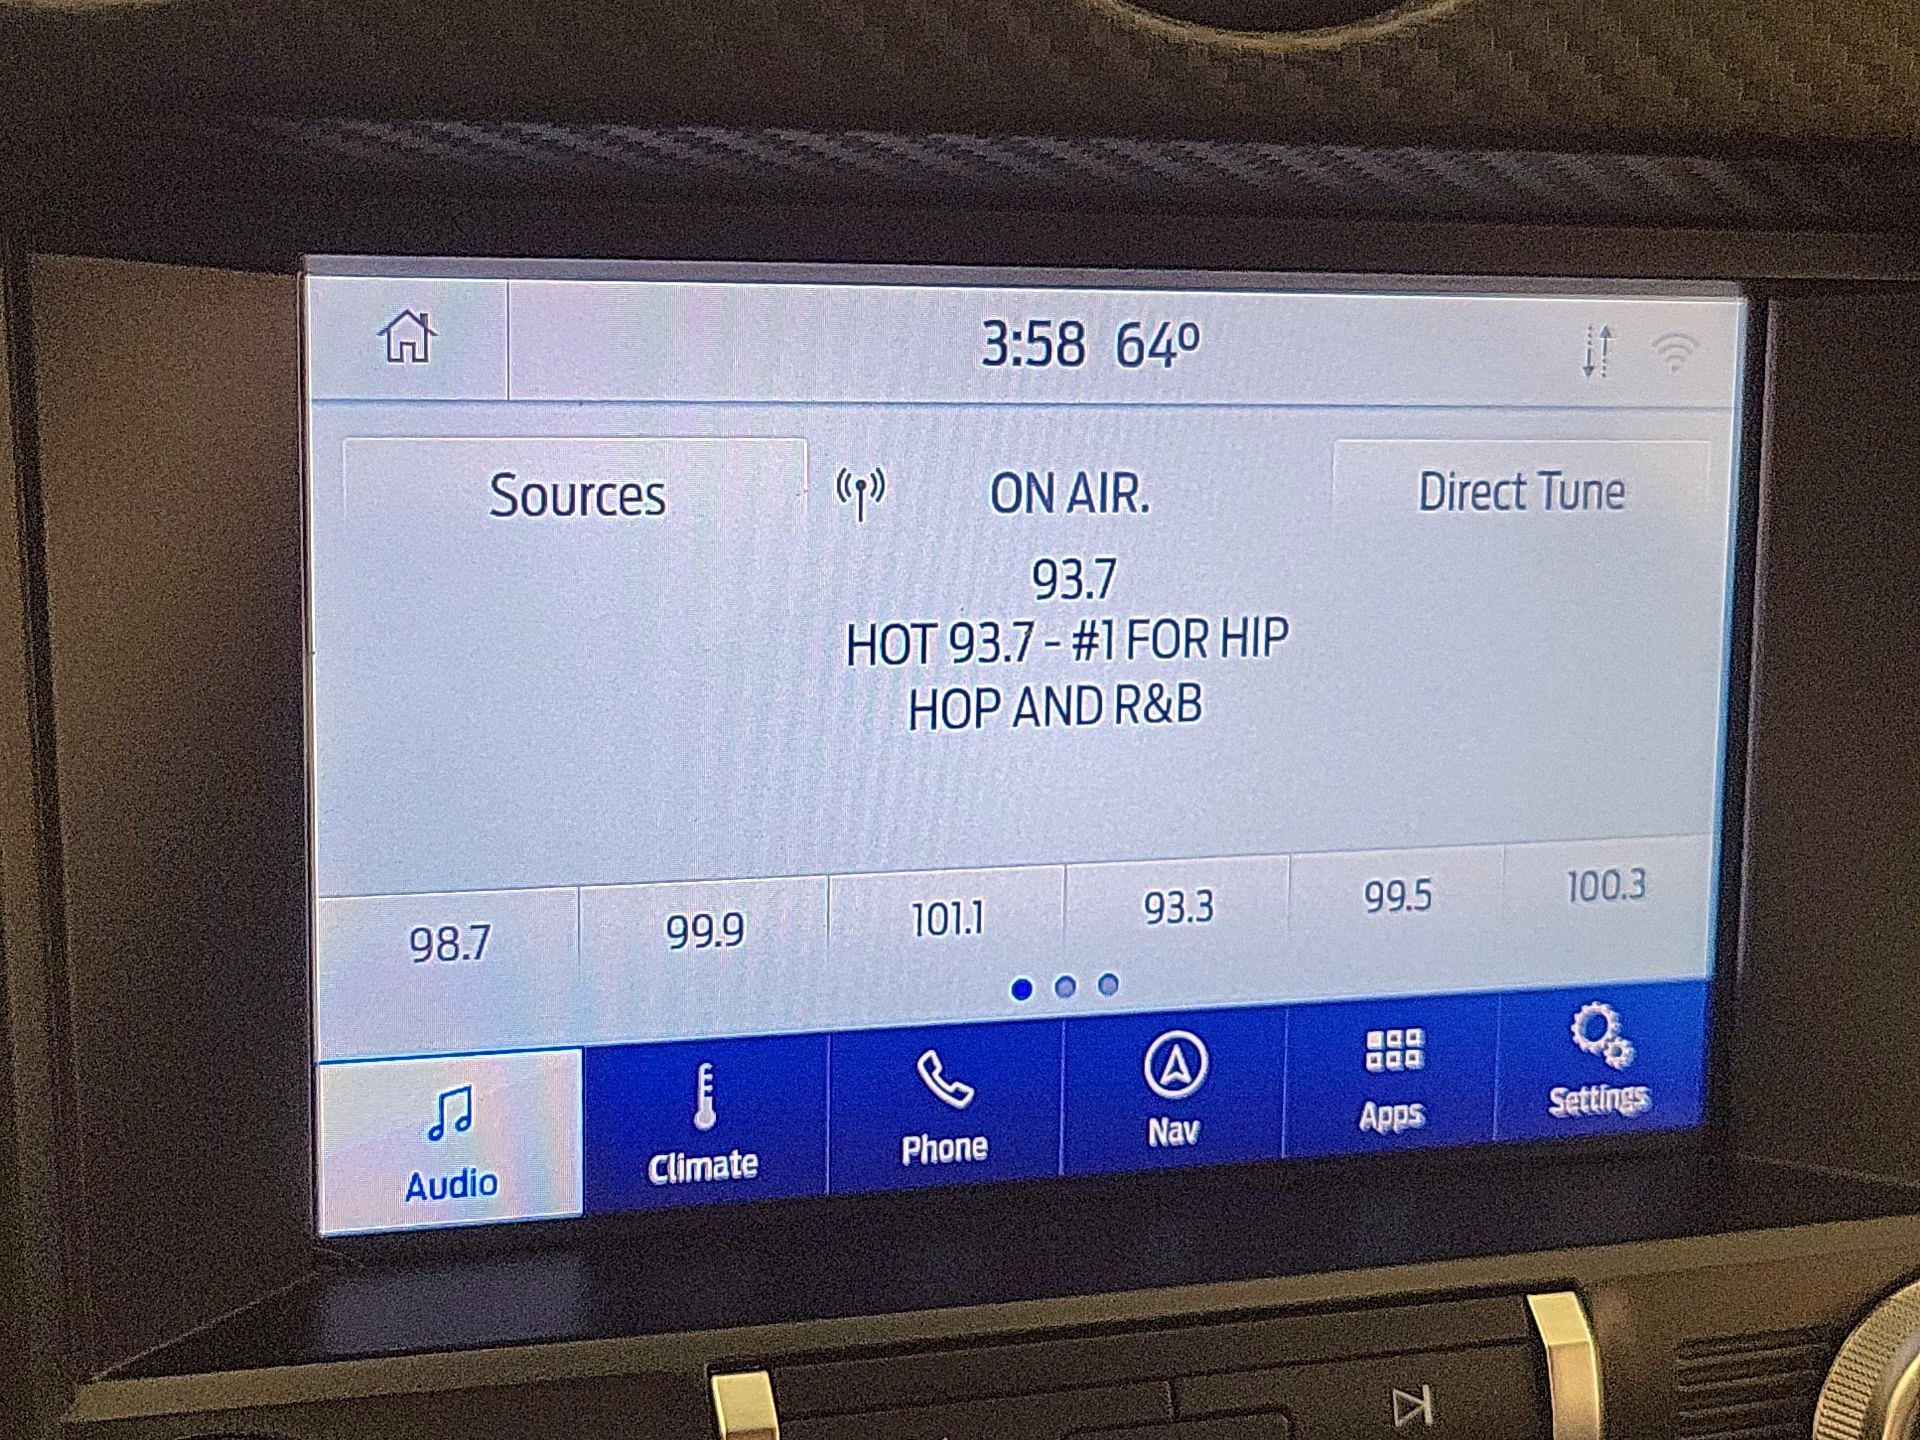 3:58 64º
Sources
ON AIR.
Direct Tune
93.7
HOT 93.7 - #1 FOR HIP
HOP AND R&B
98.7
99.9
101.1
93.3
99.5
100.3
Audio
Climate
Phone
Nav
Apps
Settings